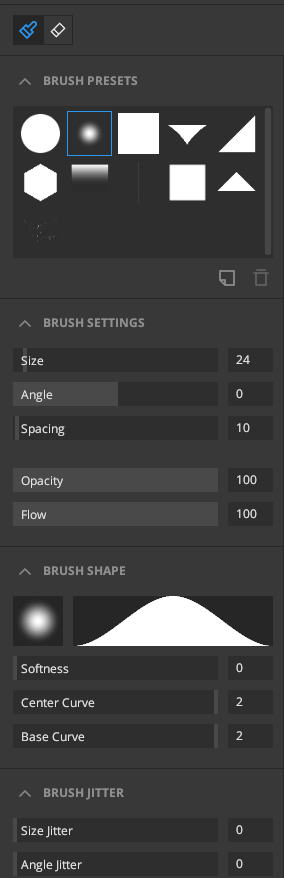 BRUSH PRESETS
BRUSH SETTINGS
Size 24
Angle 0
Spacing 10
Opacity 100
Flow 100
BRUSH SHAPE
Softness 0
Center Curve 2
Base Curve 2
BRUSH JITTER
Size Jitter 0
Angle Jitter 0